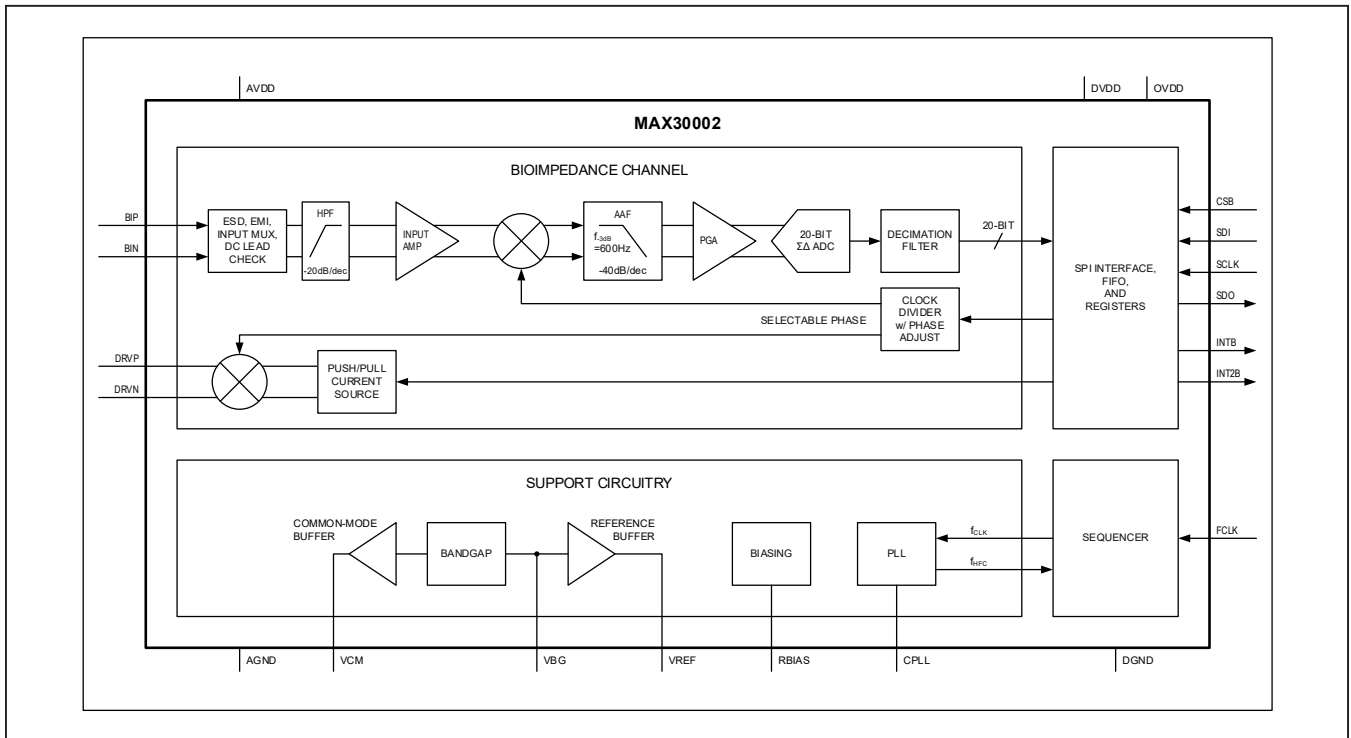 AVDD
DVDD
OVDD
MAX30002
BIOIMPEDANCE CHANNEL
BIP
BIN
ESD, EMI,
INPUT MUX,
DC LEAD
CHECK
HPF
-20dB/dec
INPUT
AMP
AAF
f-3dB
=600Hz
-40dB/dec
PGA
20-BIT
ΣΔ ADC
DECIMATION
FILTER
20-BIT
SPI INTERFACE,
FIFO,
AND
REGISTERS
CSB
SDI
SCLK
SDO
INTB
INT2B
SELECTABLE PHASE
CLOCK
DIVIDER
w/ PHASE
ADJUST
DRVP
DRVN
PUSH/PULL
CURRENT
SOURCE
SUPPORT CIRCUITRY
COMMON-MODE
BUFFER
BANDGAP
REFERENCE
BUFFER
BIASING
PLL
fCLK
fHFC
SEQUENCER
FCLK
AGND
VCM
VBG
VREF
RBIAS
CPLL
DGND